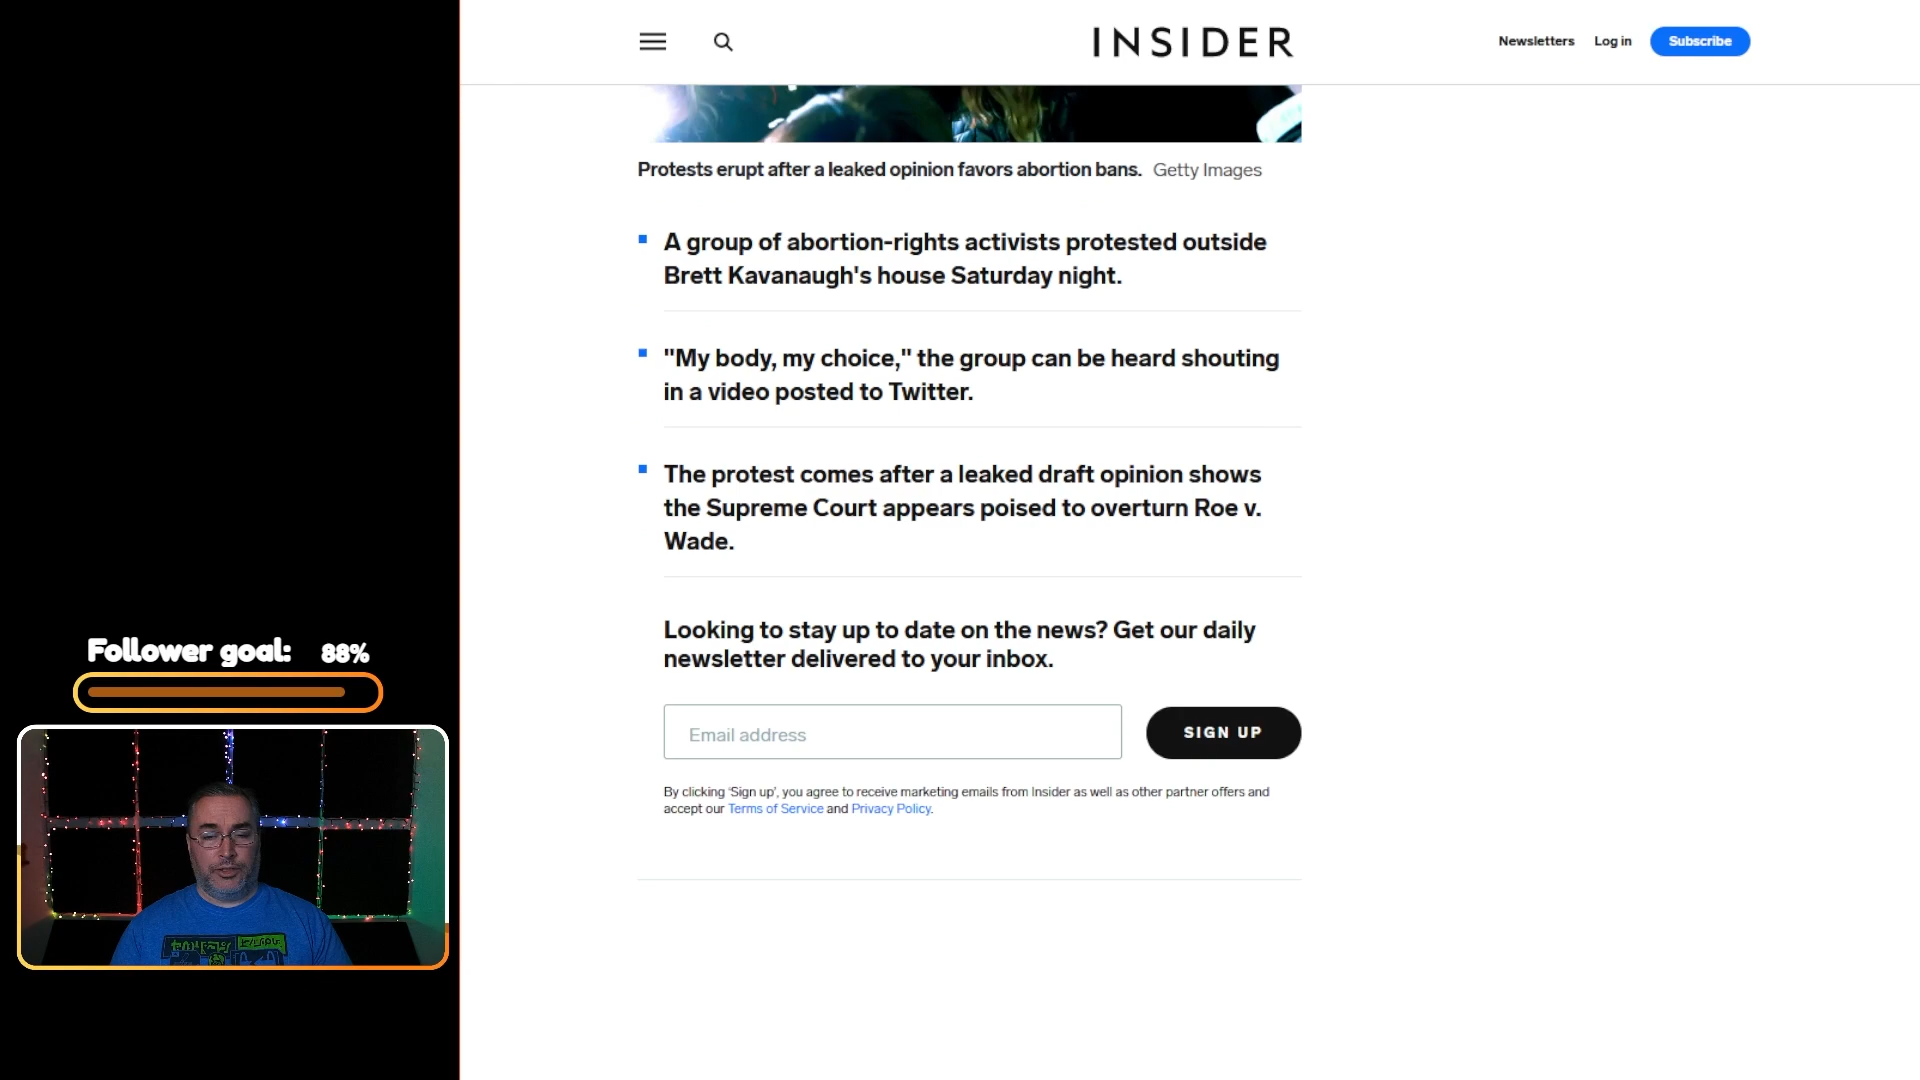 INSIDER
Newsletters Log in Subscribe
Protests erupt after a leaked opinion favors abortion bans. Getty Images
A group of abortion-rights activists protested outside
Brett Kavanaugh's house Saturday night.
"My body, my choice," the group can be heard shouting
in a video posted to Twitter.
The protest comes after a leaked draft opinion shows
the Supreme Court appears poised to overturn Roe v.
Wade.
Looking to stay up to date on the news? Get our daily
newsletter delivered to your inbox.
Email address
SIGN UP
By clicking ‘Sign up’, you agree to receive marketing emails from Insider as well as other partner offers and
accept our Terms of Service and Privacy Policy.
Follower goal: 88%